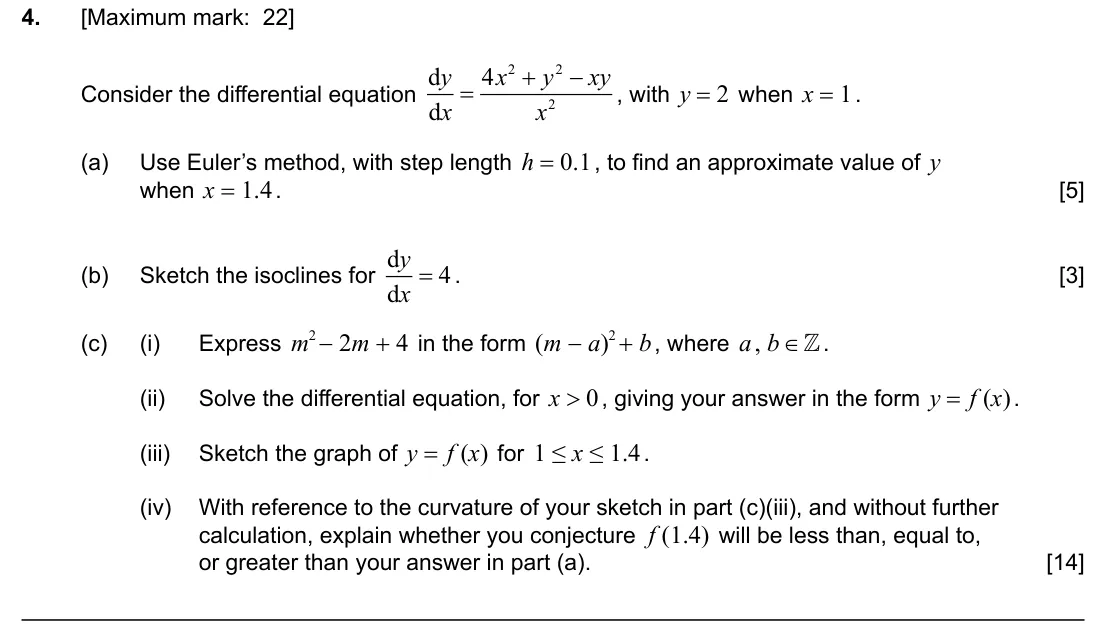 4. [Maximum mark: 22]
Consider the differential equation dy/dx = (4x² + y² − xy)/x², with y = 2 when x = 1.
(a) Use Euler’s method, with step length h = 0.1, to find an approximate value of y
when x = 1.4. [5]
(b) Sketch the isoclines for dy/dx = 4. [3]
(c) (i) Express m² − 2m + 4 in the form (m − a)² + b, where a, b ∈ ℤ.
(ii) Solve the differential equation, for x > 0, giving your answer in the form y = f(x).
(iii) Sketch the graph of y = f(x) for 1 ≤ x ≤ 1.4.
(iv) With reference to the curvature of your sketch in part (c)(iii), and without further
calculation, explain whether you conjecture f(1.4) will be less than, equal to,
or greater than your answer in part (a). [14]